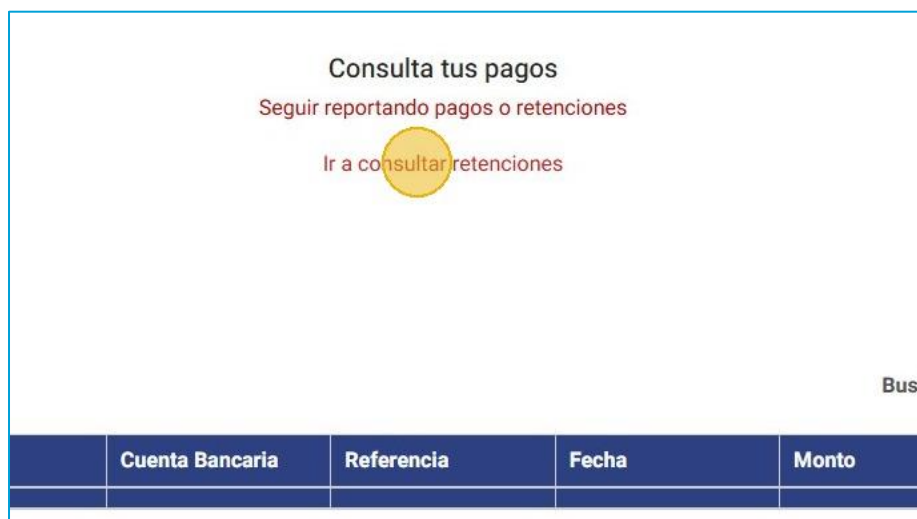 Consulta tus pagos
Seguir reportando pagos o retenciones
Ir a consultar retenciones
Bus
Cuenta Bancaria Referencia Fecha Monto